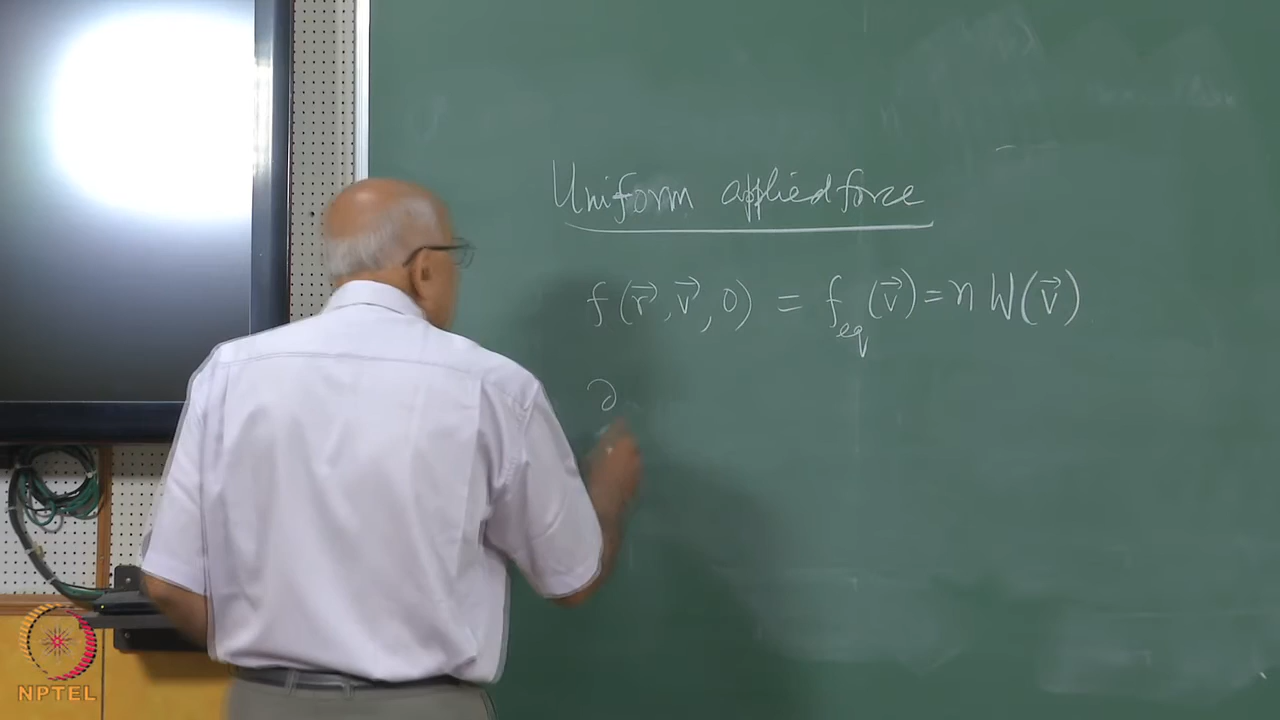 Uniform applied force
f(r⃗, v⃗, 0) = f_eq(v⃗) = n W(v⃗)
∂
NPTEL